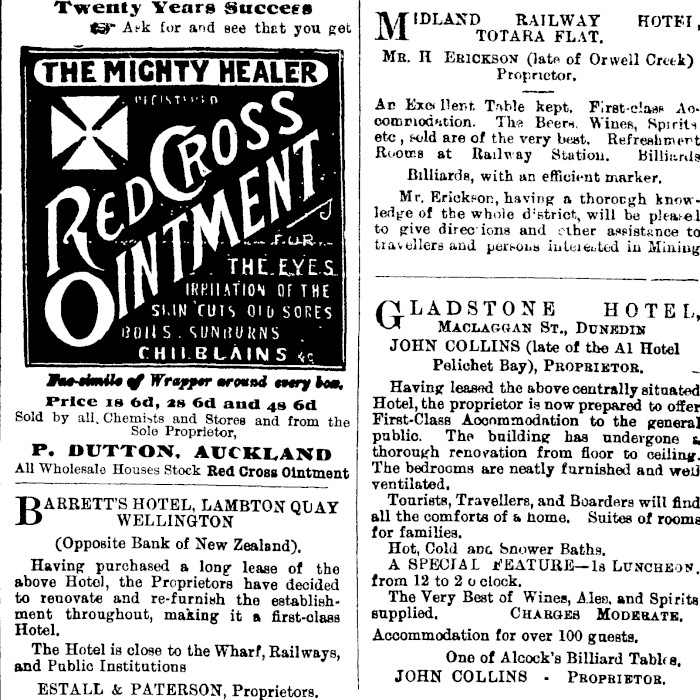 Twenty Years Success
Ask for and see that you get
THE MIGHTY HEALER
REGISTERED
RED CROSS
OINTMENT
FOR
THE EYES
IRRITATION OF THE
SKIN CUTS OLD SORES
BOILS. SUNBURNS
CHILBLAINS &c
Fac-simile of Wrapper around every box.
Price 1s 6d, 2s 6d and 4s 6d
Sold by all Chemists and Stores and from the
Sole Proprietor,
P. DUTTON, AUCKLAND
All Wholesale Houses Stock Red Cross Ointment
BARRETT'S HOTEL, LAMBTON QUAY
WELLINGTON
(Opposite Bank of New Zealand).
Having purchased a long lease of the
above Hotel, the Proprietors have decided
to renovate and re-furnish the establish-
ment throughout, making it a first-class
Hotel.
The Hotel is close to the Wharf, Railways,
and Public Institutions
ESTALL & PATERSON, Proprietors.
MIDLAND RAILWAY HOTEL,
TOTARA FLAT.
MR. H ERICKSON (late of Orwell Creek)
Proprietor.
An Excellent Table kept. First-class Ac-
commodation. The Beers, Wines, Spirits
etc, sold are of the very best. Refreshment
Rooms at Railway Station. Billiards
Billiards, with an efficient marker.
Mr. Erickson, having a thorough know-
ledge of the whole district, will be pleased
to give directions and other assistance to
travellers and persons interested in Mining
GLADSTONE HOTEL,
MACLAGGAN ST., DUNEDIN
JOHN COLLINS (late of the A1 Hotel
Pelichet Bay), PROPRIETOR.
Having leased the above centrally situated
Hotel, the proprietor is now prepared to offer
First-Class Accommodation to the general
public. The building has undergone a
thorough renovation from floor to ceiling.
The bedrooms are neatly furnished and well
ventilated.
Tourists, Travellers, and Boarders will find
all the comforts of a home. Suites of rooms
for families.
Hot, Cold and Shower Baths.
A SPECIAL FEATURE—1s LUNCHEON.
from 12 to 2 o clock.
The Very Best of Wines, Ales, and Spirits
supplied. CHARGES MODERATE.
Accommodation for over 100 guests.
One of Alcock's Billiard Tables.
JOHN COLLINS - PROPRIETOR.